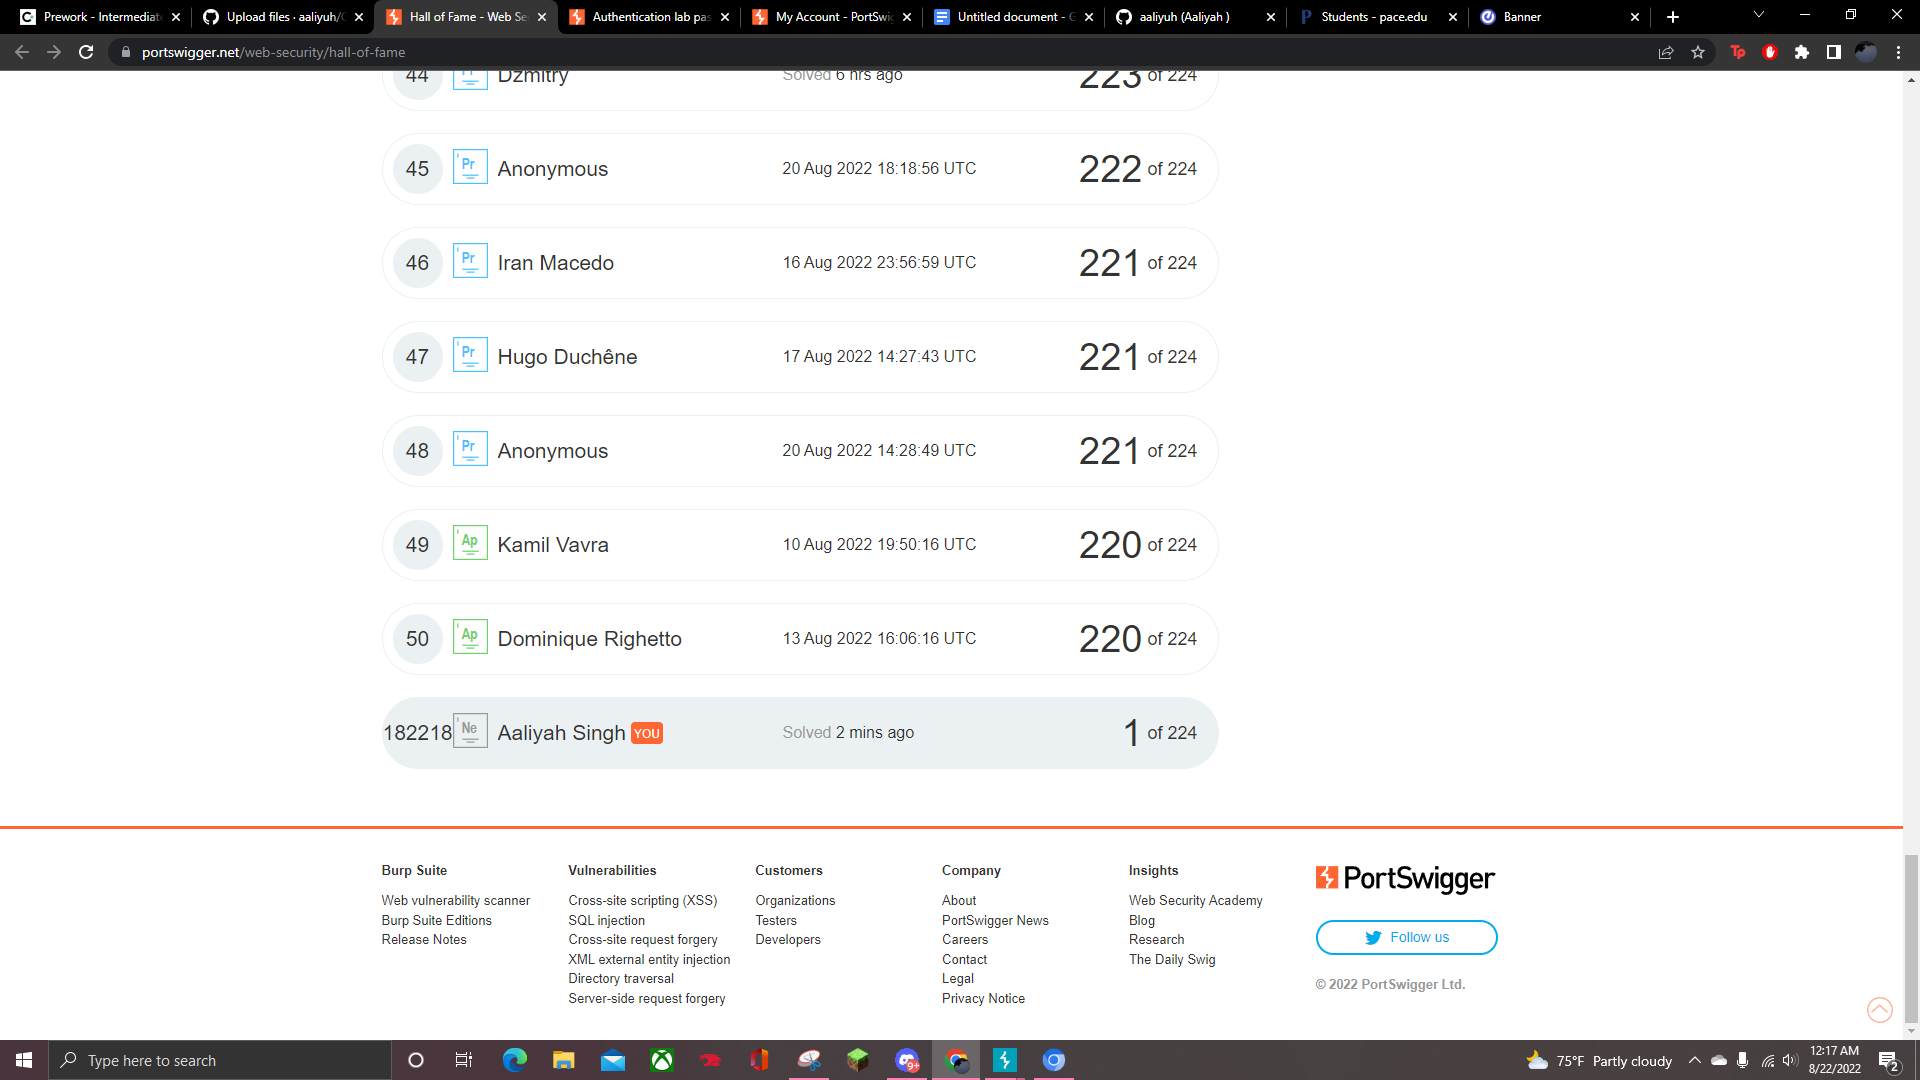 Prework - Intermediat
Upload files · aaliyuh/C
Hall of Fame - Web Se
Authentication lab pas
My Account - PortSwig
Untitled document - G
aaliyuh (Aaliyah )
Students - pace.edu
Banner
portswigger.net/web-security/hall-of-fame
Tp
44 Dzmitry Solved 6 hrs ago 223 of 224
45 Pr Anonymous 20 Aug 2022 18:18:56 UTC 222 of 224
46 Pr Iran Macedo 16 Aug 2022 23:56:59 UTC 221 of 224
47 Pr Hugo Duchêne 17 Aug 2022 14:27:43 UTC 221 of 224
48 Pr Anonymous 20 Aug 2022 14:28:49 UTC 221 of 224
49 Ap Kamil Vavra 10 Aug 2022 19:50:16 UTC 220 of 224
50 Ap Dominique Righetto 13 Aug 2022 16:06:16 UTC 220 of 224
182218 Ne Aaliyah Singh YOU Solved 2 mins ago 1 of 224
Burp Suite
Web vulnerability scanner
Burp Suite Editions
Release Notes
Vulnerabilities
Cross-site scripting (XSS)
SQL injection
Cross-site request forgery
XML external entity injection
Directory traversal
Server-side request forgery
Customers
Organizations
Testers
Developers
Company
About
PortSwigger News
Careers
Contact
Legal
Privacy Notice
Insights
Web Security Academy
Blog
Research
The Daily Swig
PortSwigger
Follow us
© 2022 PortSwigger Ltd.
Type here to search
9+
75°F Partly cloudy
12:17 AM
8/22/2022
2